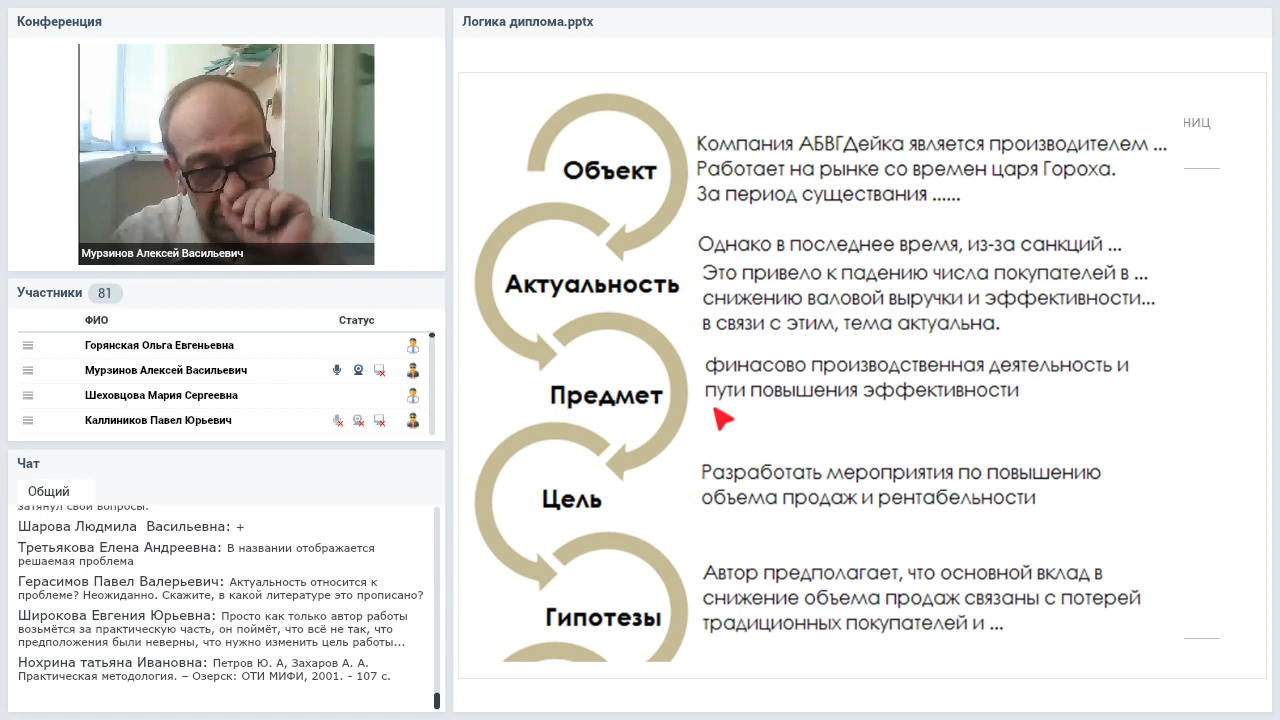 Конференция
Мурзинов Алексей Васильевич
Участники 81
ФИО Статус
Горянская Ольга Евгеньевна
Мурзинов Алексей Васильевич
Шеховцова Мария Сергеевна
Каллиников Павел Юрьевич
Чат
Общий
затянул свои вопросы.
Шарова Людмила Васильевна: +
Третьякова Елена Андреевна: В названии отображается
решаемая проблема
Герасимов Павел Валерьевич: Актуальность относится к
проблеме? Неожиданно. Скажите, в какой литературе это прописано?
Широкова Евгения Юрьевна: Просто как только автор работы
возьмётся за практическую часть, он поймёт, что всё не так, что
предположения были неверны, что нужно изменить цель работы...
Нохрина татьяна Ивановна: Петров Ю. А, Захаров А. А.
Практическая методология. – Озерск: ОТИ МИФИ, 2001. - 107 с.
Логика диплома.pptx
ниц
Объект
Компания АБВГДейка является производителем ...
Работает на рынке со времен царя Гороха.
За период существания ......
Актуальность
Однако в последнее время, из-за санкций ...
Это привело к падению числа покупателей в ...
снижению валовой выручки и эффективности...
в связи с этим, тема актуальна.
Предмет
финасово производственная деятельность и
пути повышения эффективности
Цель
Разработать мероприятия по повышению
объема продаж и рентабельности
Гипотезы
Автор предполагает, что основной вклад в
снижение объема продаж связаны с потерей
традиционных покупателей и ...